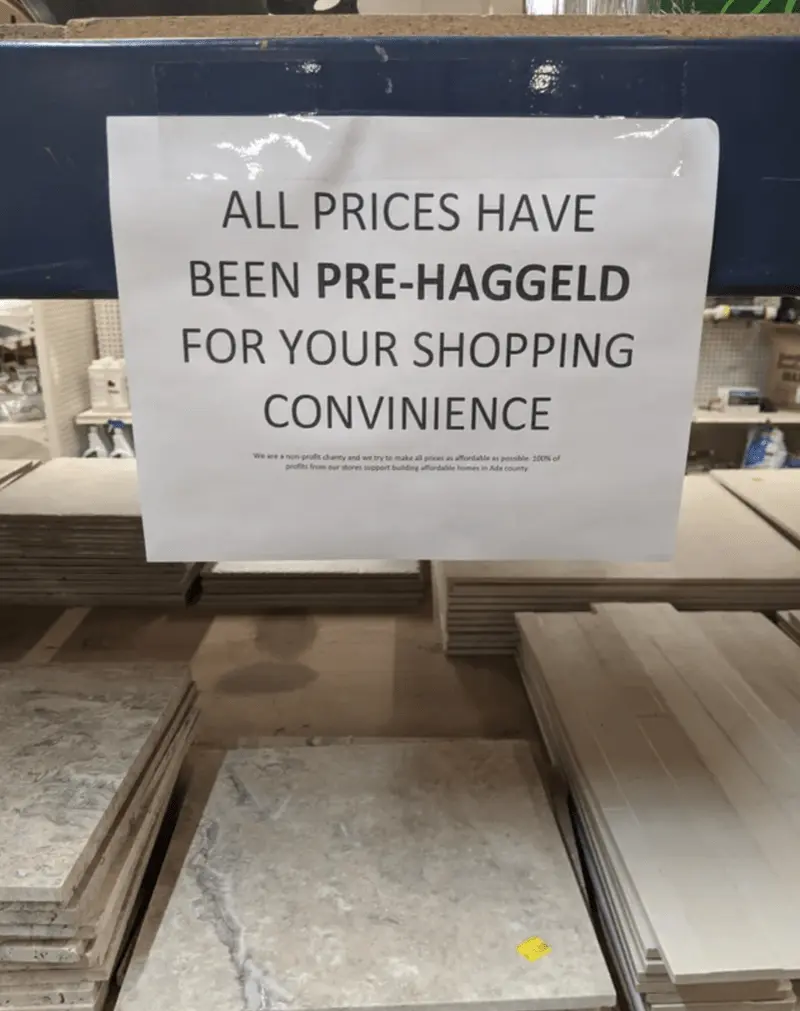 ALL PRICES HAVE
BEEN PRE-HAGGELD
FOR YOUR SHOPPING
CONVINIENCE
We are a non-profit charity and we try to make all prices as affordable as possible. 100% of
profits from our stores support building affordable homes in Ada county.